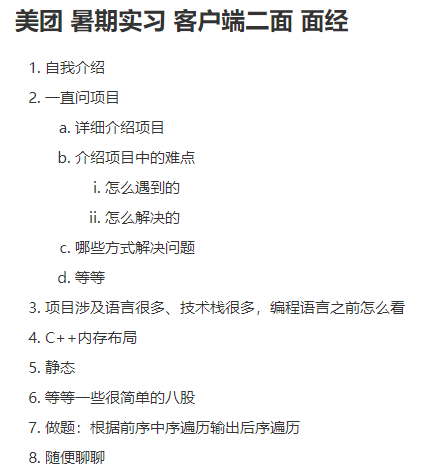 美团 暑期实习 客户端二面 面经
1. 自我介绍
2. 一直问项目
a. 详细介绍项目
b. 介绍项目中的难点
i. 怎么遇到的
ii. 怎么解决的
c. 哪些方式解决问题
d. 等等
3. 项目涉及语言很多、技术栈很多，编程语言之前怎么看
4. C++内存布局
5. 静态
6. 等等一些很简单的八股
7. 做题：根据前序中序遍历输出后序遍历
8. 随便聊聊